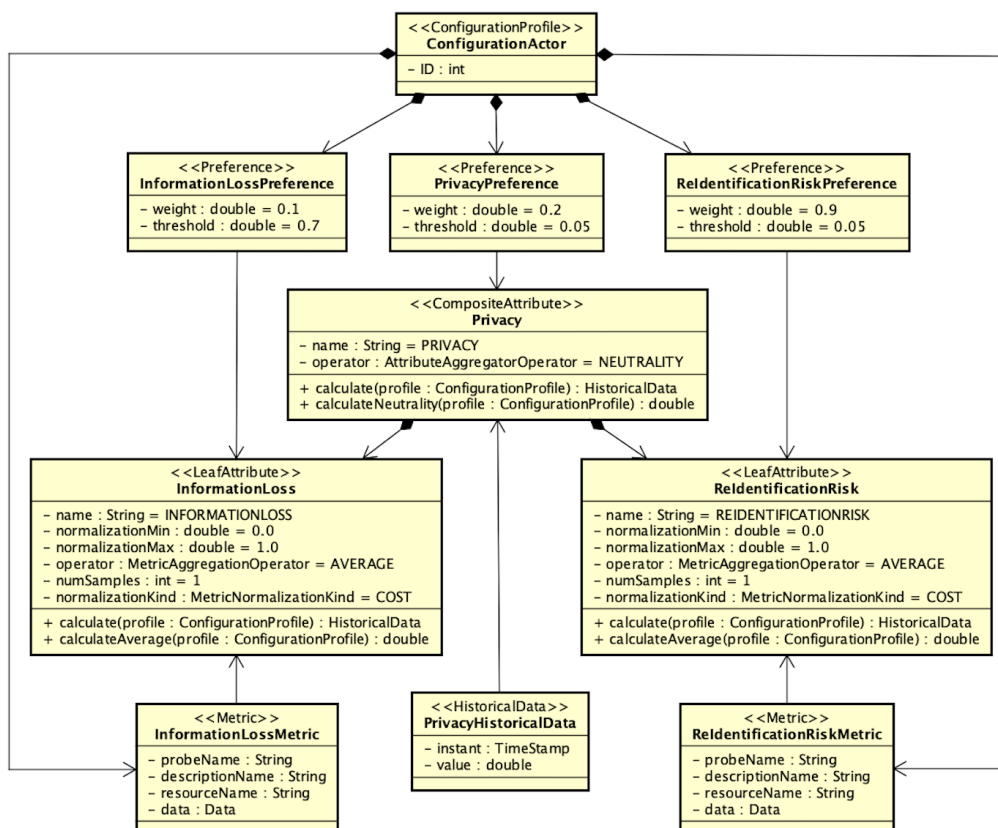 <<ConfigurationProfile>>
ConfigurationActor
- ID : int
<<Preference>>
InformationLossPreference
- weight : double = 0.1
- threshold : double = 0.7
<<Preference>>
PrivacyPreference
- weight : double = 0.2
- threshold : double = 0.05
<<Preference>>
ReIdentificationRiskPreference
- weight : double = 0.9
- threshold : double = 0.05
<<CompositeAttribute>>
Privacy
- name : String = PRIVACY
- operator : AttributeAggregatorOperator = NEUTRALITY
+ calculate(profile : ConfigurationProfile) : HistoricalData
+ calculateNeutrality(profile : ConfigurationProfile) : double
<<LeafAttribute>>
InformationLoss
- name : String = INFORMATIONLOSS
- normalizationMin : double = 0.0
- normalizationMax : double = 1.0
- operator : MetricAggregationOperator = AVERAGE
- numSamples : int = 1
- normalizationKind : MetricNormalizationKind = COST
+ calculate(profile : ConfigurationProfile) : HistoricalData
+ calculateAverage(profile : ConfigurationProfile) : double
<<LeafAttribute>>
ReIdentificationRisk
- name : String = REIDENTIFICATIONRISK
- normalizationMin : double = 0.0
- normalizationMax : double = 1.0
- operator : MetricAggregationOperator = AVERAGE
- numSamples : int = 1
- normalizationKind : MetricNormalizationKind = COST
+ calculate(profile : ConfigurationProfile) : HistoricalData
+ calculateAverage(profile : ConfigurationProfile) : double
<<Metric>>
InformationLossMetric
- probeName : String
- descriptionName : String
- resourceName : String
- data : Data
<<HistoricalData>>
PrivacyHistoricalData
- instant : TimeStamp
- value : double
<<Metric>>
ReIdentificationRiskMetric
- probeName : String
- descriptionName : String
- resourceName : String
- data : Data